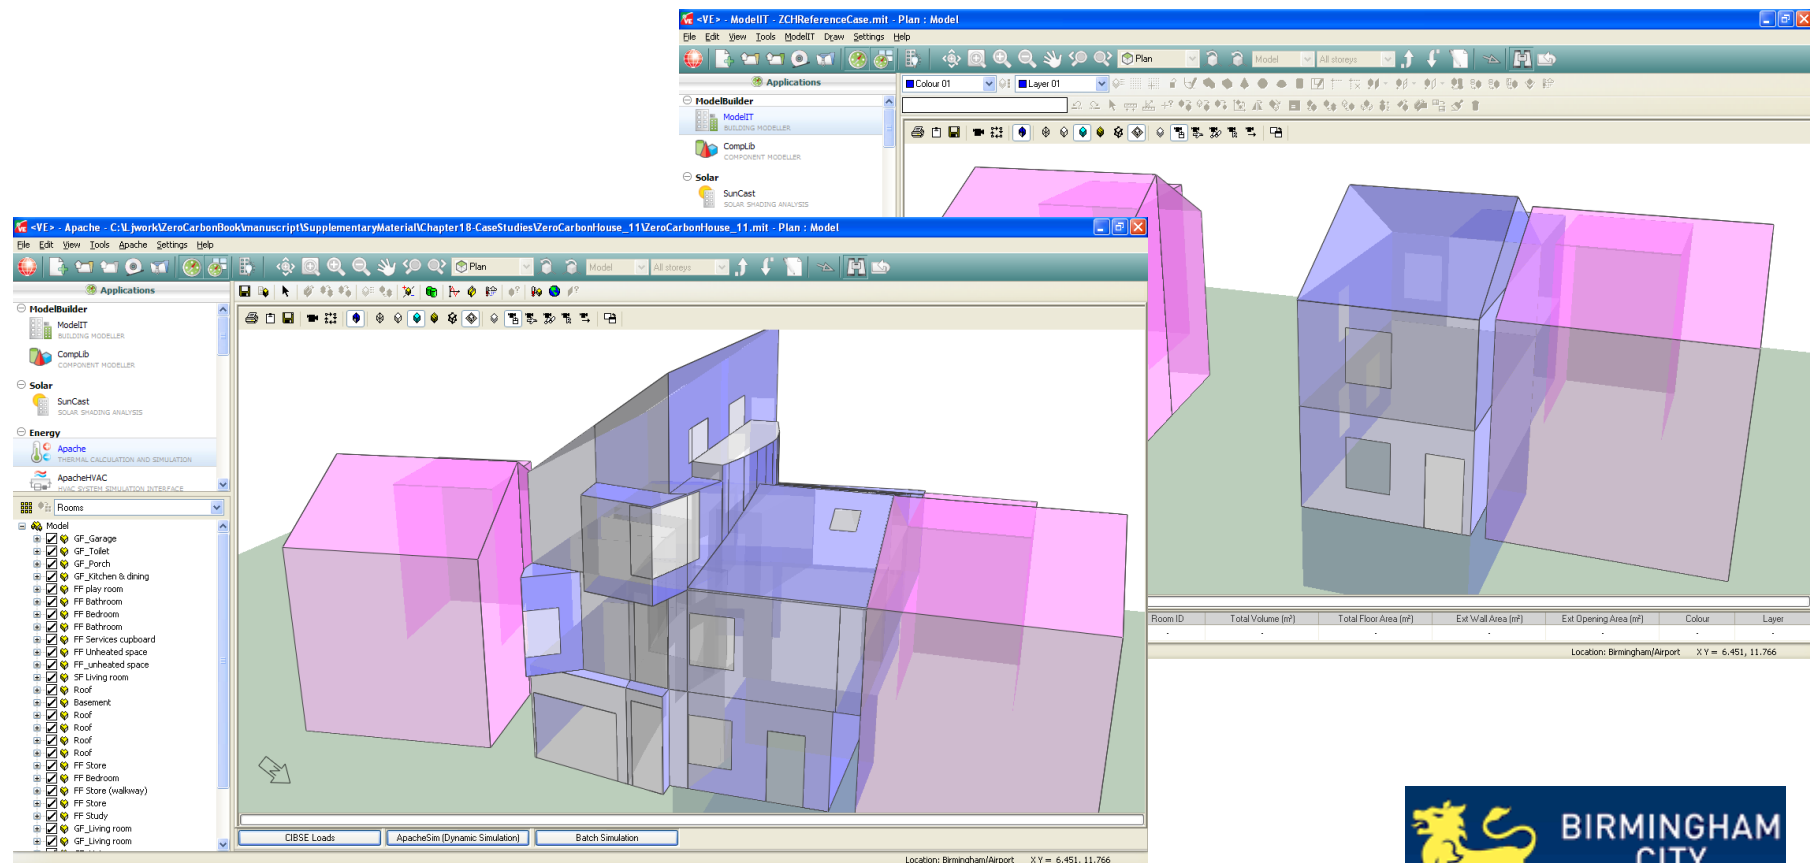 <VE> - ModelIT - ZCHReferenceCase.mit - Plan : Model
File Edit View Tools ModelIT Draw Settings Help
Plan
Model
All storeys
Applications
Colour 01
Layer 01
ModelBuilder
ModelIT
BUILDING MODELLER
CompLib
COMPONENT MODELLER
Solar
SunCast
SOLAR SHADING ANALYSIS
<VE> - Apache - C:\Ljwork\ZeroCarbonBook\manuscript\SupplementaryMaterial\Chapter18-CaseStudies\ZeroCarbonHouse_11\ZeroCarbonHouse_11.mit - Plan : Model
File Edit View Tools Apache Settings Help
Plan
Model
All storeys
Applications
ModelBuilder
ModelIT
BUILDING MODELLER
CompLib
COMPONENT MODELLER
Solar
SunCast
SOLAR SHADING ANALYSIS
Energy
Apache
THERMAL CALCULATION AND SIMULATION
ApacheHVAC
HVAC SYSTEM SIMULATION INTERFACE
Rooms
Model
GF_Garage
GF_Toilet
GF_Porch
GF_Kitchen & dining
FF play room
FF Bathroom
FF Bedroom
FF Bathroom
FF Services cupboard
FF Unheated space
FF_unheated space
SF Living room
Roof
Basement
Roof
Roof
Roof
Roof
FF Store
FF Bedroom
FF Store (walkway)
FF Store
FF Study
GF_Living room
GF_Living room
CIBSE Loads
ApacheSim (Dynamic Simulation)
Batch Simulation
Location: Birmingham/Airport X Y = 6.451, 11.766
Room ID Total Volume (m³) Total Floor Area (m²) Ext Wall Area (m²) Ext Opening Area (m²) Colour Layer
- - - - - - -
Location: Birmingham/Airport X Y = 6.451, 11.766
BIRMINGHAM
CITY